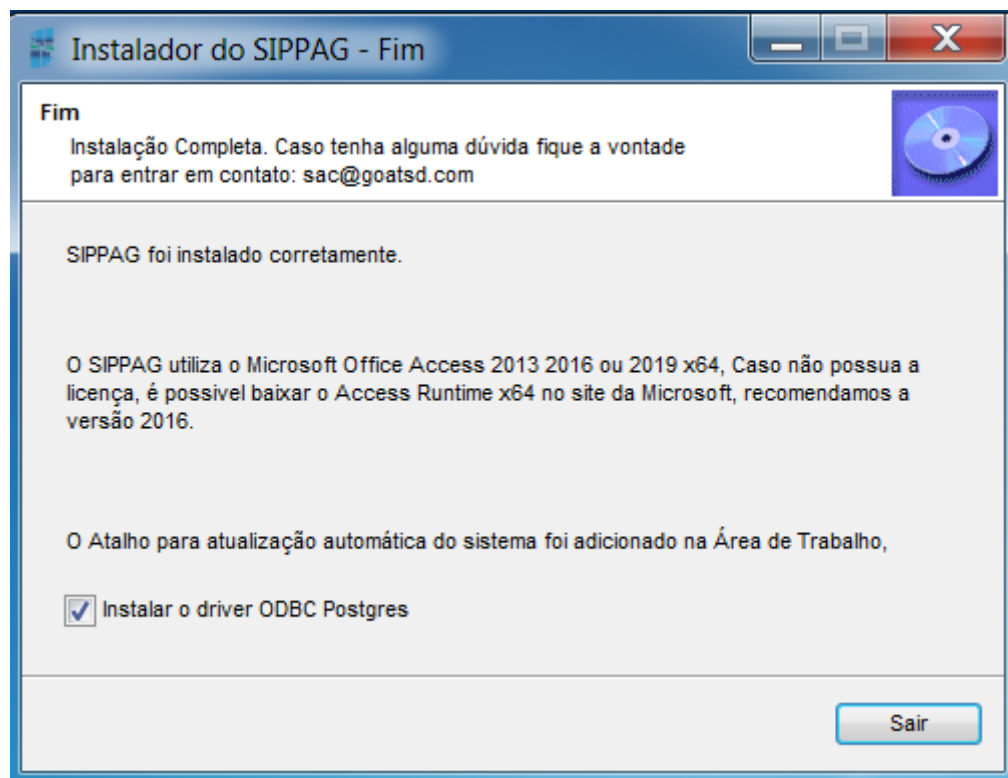 Instalador do SIPPAG - Fim
Fim
Instalação Completa. Caso tenha alguma dúvida fique a vontade
para entrar em contato: sac@goatsd.com
SIPPAG foi instalado corretamente.
O SIPPAG utiliza o Microsoft Office Access 2013 2016 ou 2019 x64, Caso não possua a
licença, é possivel baixar o Access Runtime x64 no site da Microsoft, recomendamos a
versão 2016.
O Atalho para atualização automática do sistema foi adicionado na Área de Trabalho,
Instalar o driver ODBC Postgres
Sair